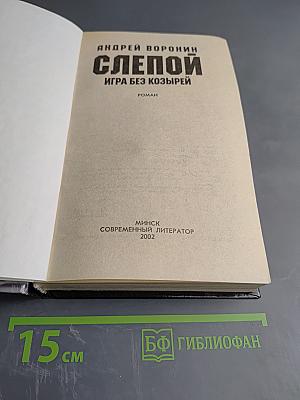 АНДРЕЙ ВОРОНИН
СЛЕПОЙ
ИГРА БЕЗ КОЗЫРЕЙ
РОМАН
МИНСК
СОВРЕМЕННЫЙ ЛИТЕРАТОР
2002
15 см
БФ ГИБЛИОФАН